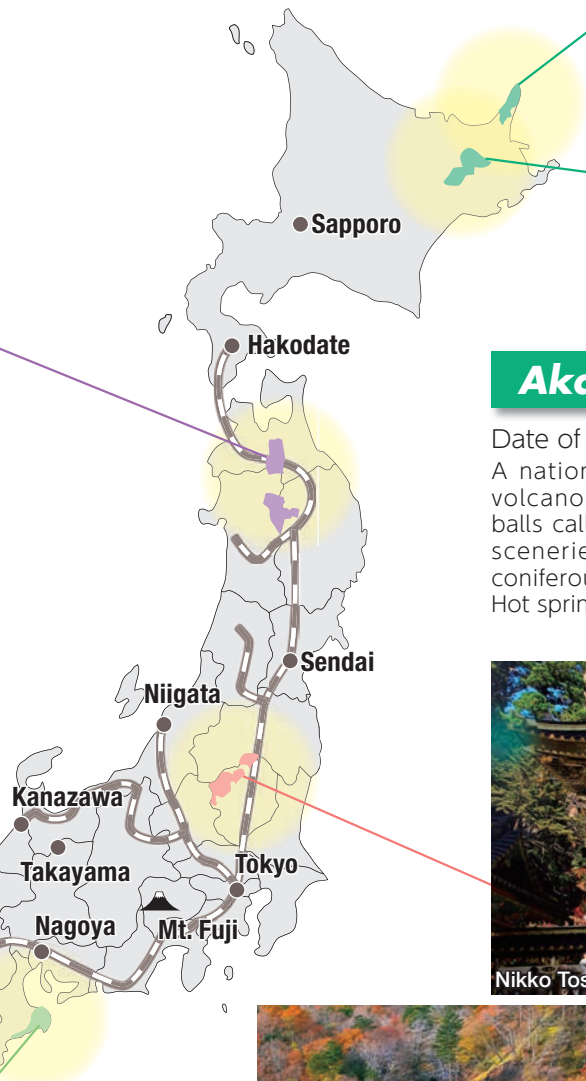 Sapporo
Hakodate
Ako
Date of
A nation
volcano
balls call
scenerie
coniferou
Hot sprin
Sendai
Niigata
Kanazawa
Takayama
Tokyo
Nagoya
Mt. Fuji
Nikko Tos